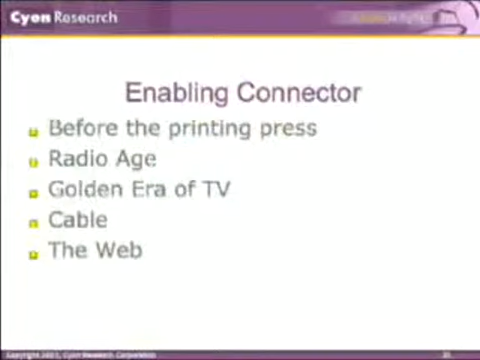 Cyon Research
Enabling Connector
Before the printing press
Radio Age
Golden Era of TV
Cable
The Web
Copyright 2003, Cyon Research Corporation